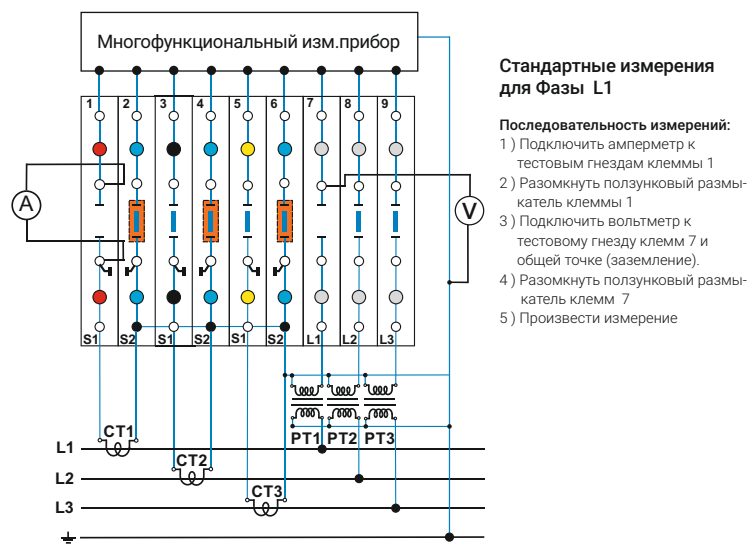 Многофункциональный изм.прибор
1 2 3 4 5 6 7 8 9
A
V
S1 S2 S1 S2 S1 S2 L1 L2 L3
PT1 PT2 PT3
CT1
L1
CT2
L2
CT3
L3
Стандартные измерения
для Фазы L1
Последовательность измерений:
1 ) Подключить амперметр к
тестовым гнездам клеммы 1
2 ) Разомкнуть ползунковый размы-
катель клеммы 1
3 ) Подключить вольтметр к
тестовому гнезду клемм 7 и
общей точке (заземление).
4 ) Разомкнуть ползунковый размы-
катель клемм 7
5 ) Произвести измерение